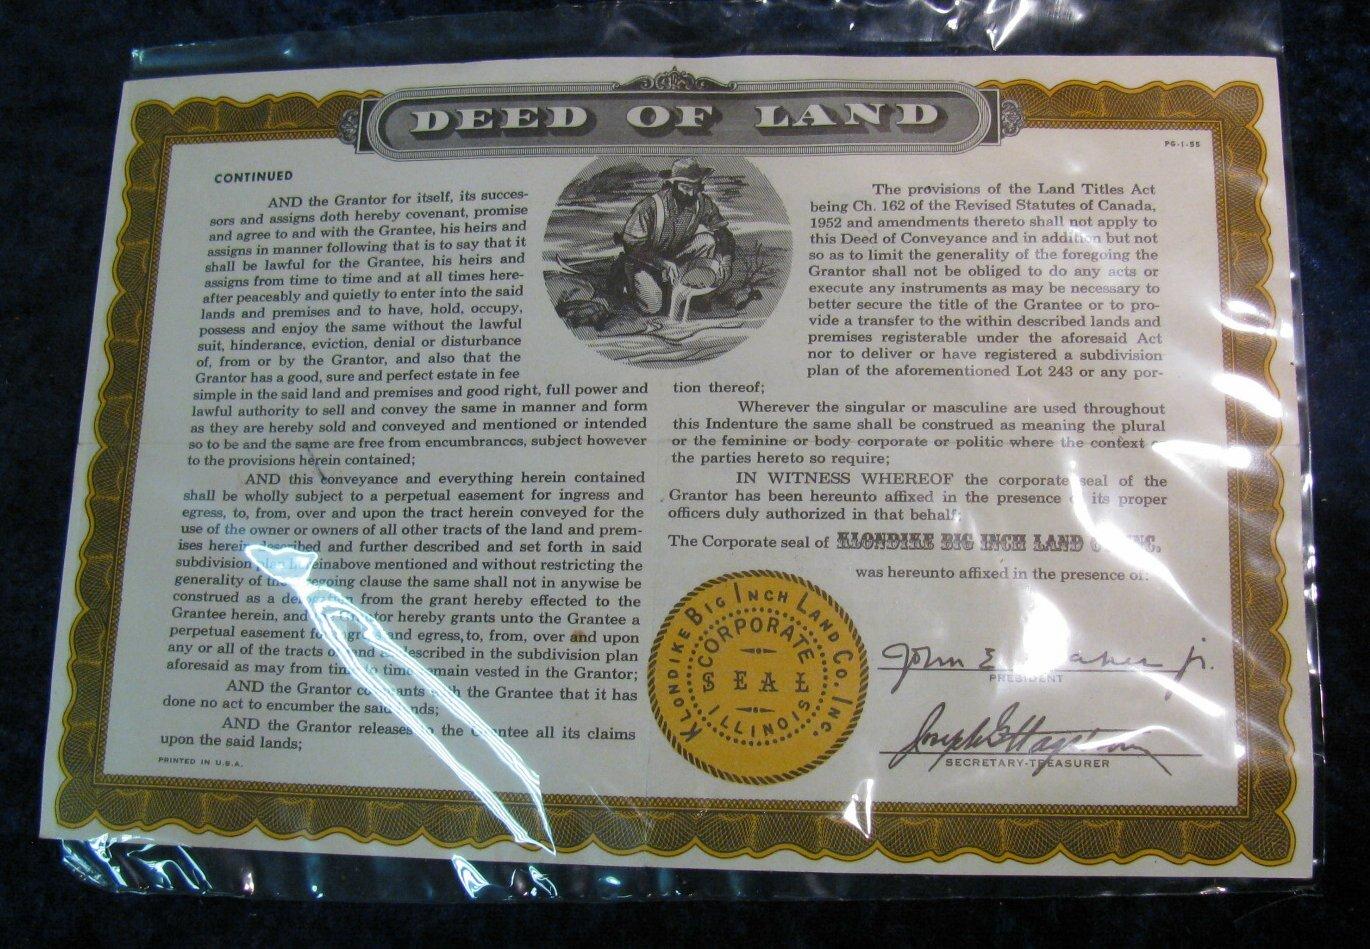 DEED OF LAND
PG-1-55
CONTINUED
AND the Grantor for itself, its succes-
sors and assigns doth hereby covenant, promise
and agree to and with the Grantee, his heirs and
assigns in manner following that is to say that it
shall be lawful for the Grantee, his heirs and
assigns from time to time and at all times here-
after peaceably and quietly to enter into the said
lands and premises and to have, hold, occupy,
possess and enjoy the same without the lawful
suit, hinderance, eviction, denial or disturbance
of, from or by the Grantor, and also that the
Grantor has a good, sure and perfect estate in fee
simple in the said land and premises and good right, full power and
lawful authority to sell and convey the same in manner and form
as they are hereby sold and conveyed and mentioned or intended
so to be and the same are free from encumbrances, subject however
to the provisions herein contained;
AND this conveyance and everything herein contained
shall be wholly subject to a perpetual easement for ingress and
egress, to, from, over and upon the tract herein conveyed for the
use of the owner or owners of all other tracts of the land and prem-
ises herein described and further described and set forth in said
subdivision plan hereinabove mentioned and without restricting the
generality of the foregoing clause the same shall not in anywise be
construed as a derogation from the grant hereby effected to the
Grantee herein, and the Grantor hereby grants unto the Grantee a
perpetual easement for ingress and egress, to, from, over and upon
any or all of the tracts of land as described in the subdivision plan
aforesaid as may from time to time remain vested in the Grantor;
AND the Grantor covenants with the Grantee that it has
done no act to encumber the said lands;
AND the Grantor releases to the Grantee all its claims
upon the said lands;
PRINTED IN U.S.A.
The provisions of the Land Titles Act
being Ch. 162 of the Revised Statutes of Canada,
1952 and amendments thereto shall not apply to
this Deed of Conveyance and in addition but not
so as to limit the generality of the foregoing the
Grantor shall not be obliged to do any acts or
execute any instruments as may be necessary to
better secure the title of the Grantee or to pro-
vide a transfer to the within described lands and
premises registerable under the aforesaid Act
nor to deliver or have registered a subdivision
plan of the aforementioned Lot 243 or any por-
tion thereof;
Wherever the singular or masculine are used throughout
this Indenture the same shall be construed as meaning the plural
or the feminine or body corporate or politic where the context or
the parties hereto so require;
IN WITNESS WHEREOF the corporate seal of the
Grantor has been hereunto affixed in the presence of its proper
officers duly authorized in that behalf;
The Corporate seal of KLONDIKE BIG INCH LAND CO., INC.
was hereunto affixed in the presence of:
KLONDIKE BIG INCH LAND CO. INC.
CORPORATE
SEAL
ILLINOIS
John E. jr.
PRESIDENT
Joseph G Hagstrom
SECRETARY-TREASURER